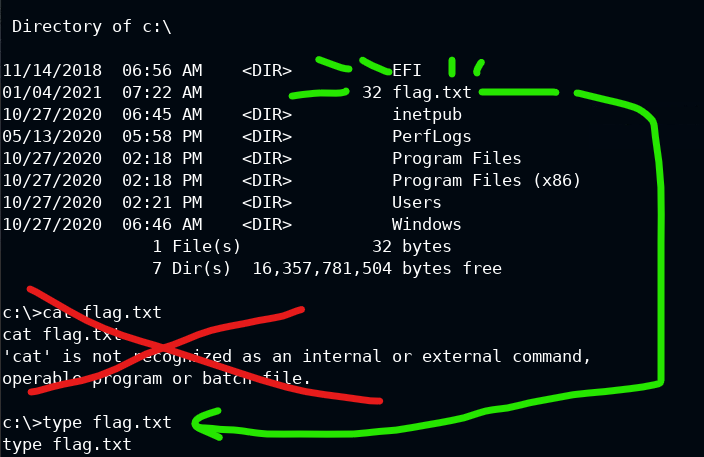 Directory of c:\
11/14/2018  06:56 AM    <DIR>          EFI
01/04/2021  07:22 AM                32 flag.txt
10/27/2020  06:45 AM    <DIR>          inetpub
05/13/2020  05:58 PM    <DIR>          PerfLogs
10/27/2020  02:18 PM    <DIR>          Program Files
10/27/2020  02:18 PM    <DIR>          Program Files (x86)
10/27/2020  02:21 PM    <DIR>          Users
10/27/2020  06:46 AM    <DIR>          Windows
1 File(s)             32 bytes
7 Dir(s)  16,357,781,504 bytes free
c:\>cat flag.txt
cat flag.txt
'cat' is not recognized as an internal or external command,
operable program or batch file.
c:\>type flag.txt
type flag.txt